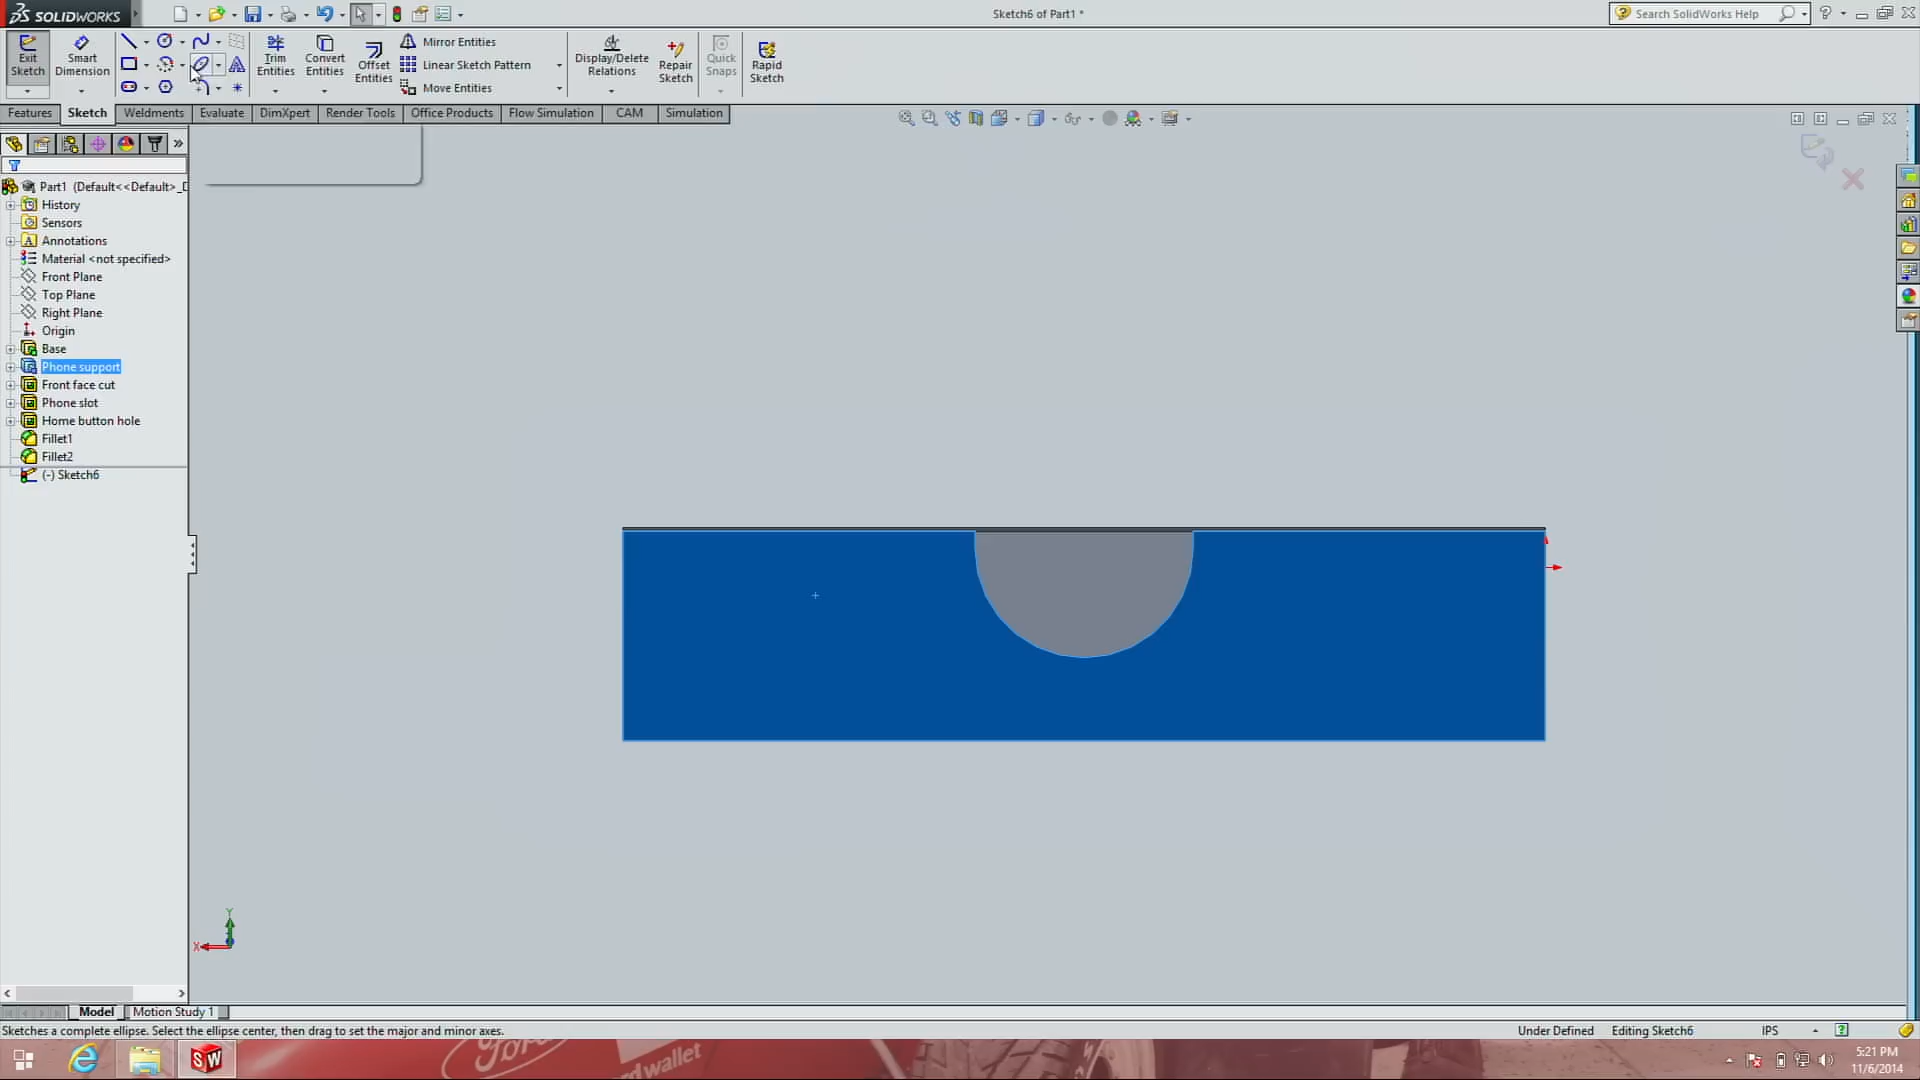 SOLIDWORKS
Sketch6 of Part1 *
Search SolidWorks Help
Exit Sketch
Smart Dimension
Trim Entities
Convert Entities
Offset Entities
Mirror Entities
Linear Sketch Pattern
Move Entities
Display/Delete Relations
Repair Sketch
Quick Snaps
Rapid Sketch
Features
Sketch
Weldments
Evaluate
DimXpert
Render Tools
Office Products
Flow Simulation
CAM
Simulation
Part1 (Default<<Default>_D
History
Sensors
Annotations
Material <not specified>
Front Plane
Top Plane
Right Plane
Origin
Base
Phone support
Front face cut
Phone slot
Home button hole
Fillet1
Fillet2
(-) Sketch6
Y
X
Model
Motion Study 1
Sketches a complete ellipse. Select the ellipse center, then drag to set the major and minor axes.
Under Defined
Editing Sketch6
IPS
SW
Ford
dwallet
5:21 PM
11/6/2014